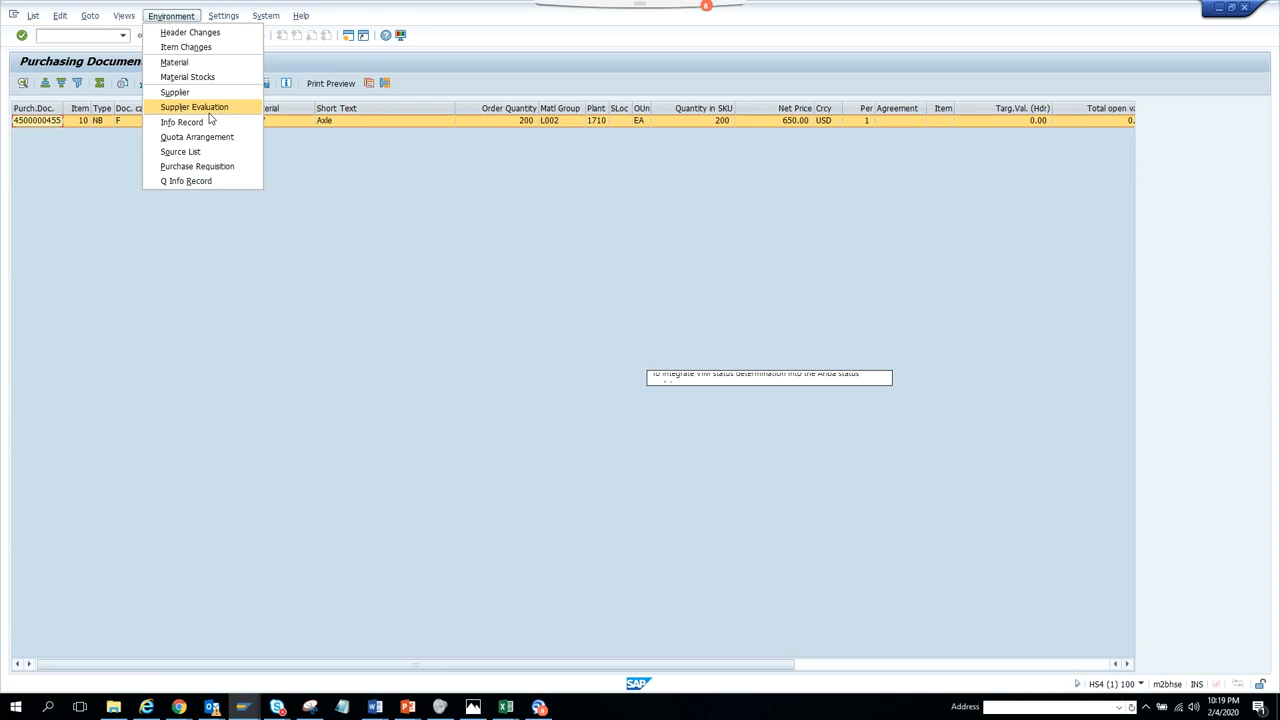 8
List Edit Goto Views Environment Settings System Help
Header Changes
Item Changes
Material
Material Stocks
Supplier
Supplier Evaluation
Info Record
Quota Arrangement
Source List
Purchase Requisition
Q Info Record
Purchasing Documen
Print Preview
Purch.Doc. Item Type Doc. ca erial Short Text Order Quantity Matl Group Plant SLoc OUn Quantity in SKU Net Price Crcy Per Agreement Item Targ.Val. (Hdr) Total open va
4500000455 10 NB F Axle 200 L002 1710 EA 200 650.00 USD 1 0.00 0.
To integrate VIM status determination into the Ariba status
SAP
HS4 (1) 100 m2bhse INS
Address
10:19 PM
2/4/2020